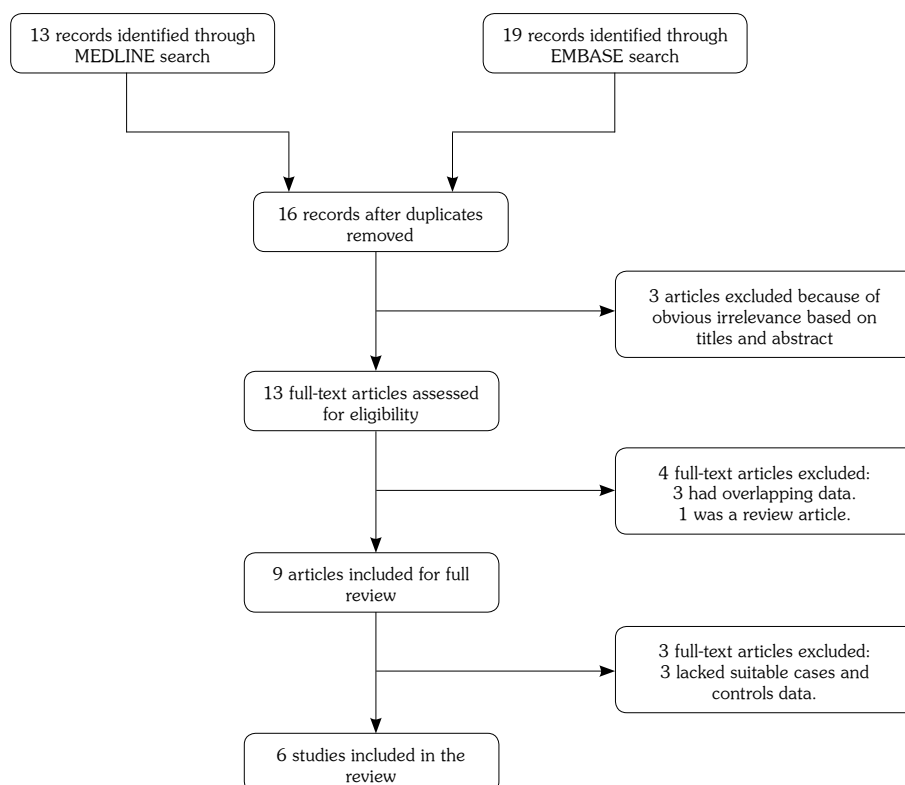 13 records identified through
MEDLINE search
19 records identified through
EMBASE search
16 records after duplicates
removed
3 articles excluded because of
obvious irrelevance based on
titles and abstract
13 full-text articles assessed
for eligibility
4 full-text articles excluded:
3 had overlapping data.
1 was a review article.
9 articles included for full
review
3 full-text articles excluded:
3 lacked suitable cases and
controls data.
6 studies included in the
review